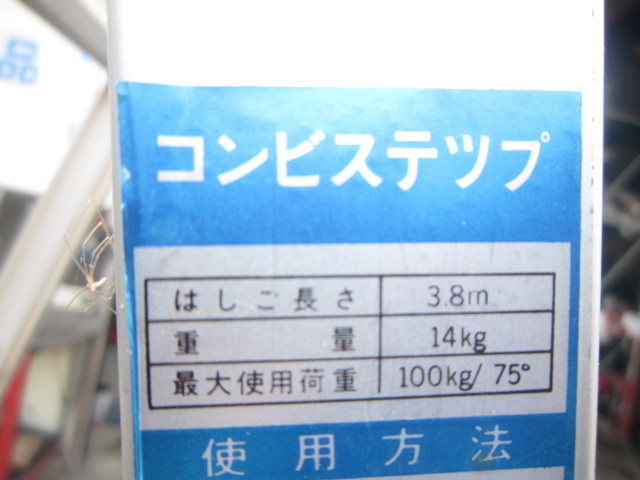 品
コンビステップ
はしご長さ 3.8m
重量 14kg
最大使用荷重 100kg/75°
使用方法